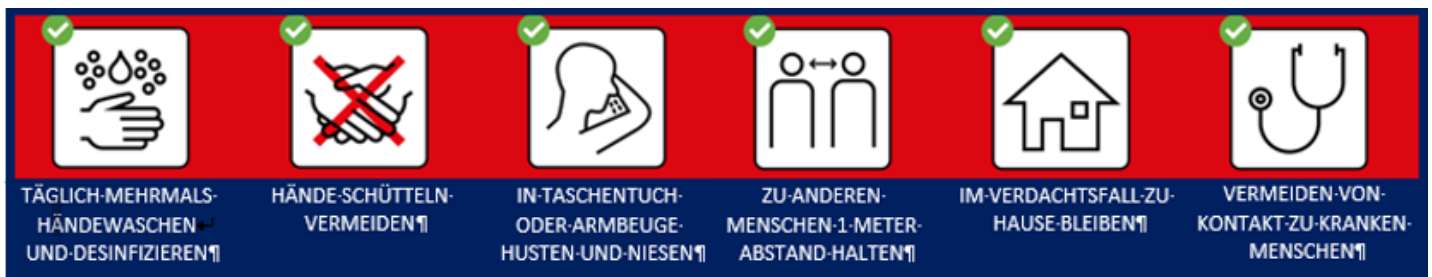 TÄGLICH·MEHRMALS·
HÄNDEWASCHEN↵
UND·DESINFIZIEREN¶
HÄNDE·SCHÜTTELN·
VERMEIDEN¶
IN·TASCHENTUCH·
ODER·ARMBEUGE·
HUSTEN·UND·NIESEN¶
ZU·ANDEREN·
MENSCHEN·1·METER·
ABSTAND·HALTEN¶
IM·VERDACHTSFALL·ZU·
HAUSE·BLEIBEN¶
VERMEIDEN·VON·
KONTAKT·ZU·KRANKEN·
MENSCHEN¶